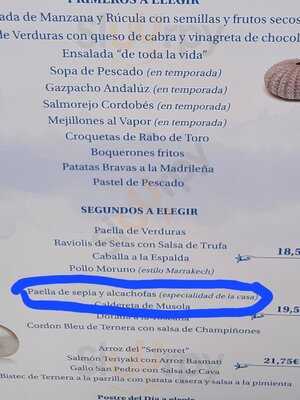 PRIMEROS A ELEGIR
ada de Manzana y Rúcula con semillas y frutos secos
de Verduras con queso de cabra y vinagreta de chocol
Ensalada "de toda la vida"
Sopa de Pescado (en temporada)
Gazpacho Andalúz (en temporada)
Salmorejo Cordobés (en temporada)
Mejillones al Vapor (en temporada)
Croquetas de Rabo de Toro
Boquerones fritos
Patatas Bravas a la Madrileña
Pastel de Pescado
SEGUNDOS A ELEGIR
Paella de Verduras
Raviolis de Setas con Salsa de Trufa
Caballa a la Espalda
18,5
Pollo Moruno (estilo Marrakech)
Paella de sepia y alcachofas (especialidad de la casa)
Caldereta de Musola
19,5
Dorada a la
Cordon Bleu de Ternera con salsa de Champiñones
Arroz del "Senyoret"
Salmón Teriyaki con Arroz Basmati
21,75€
Gallo San Pedro con Salsa de Cava
Bistec de Ternera a la parrilla con patata casera y salsa a la pimienta
Postre del Día a elegir